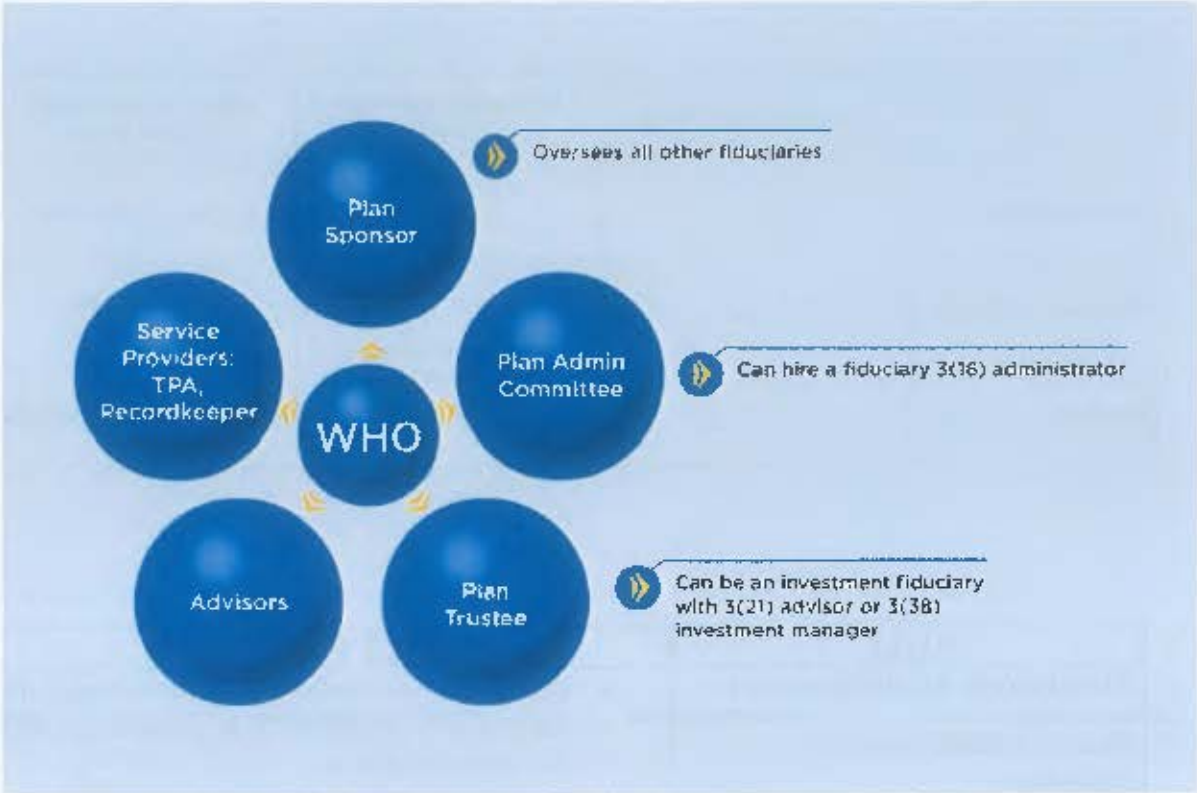 Oversees all other fiduciaries
Plan
Sponsor
Service
Providers:
TPA,
Recordkeeper
Plan Admin
Committee
Can hire a fiduciary 3(16) administrator
WHO
Advisors
Plan
Trustee
Can be an investment fiduciary
with 3(21) advisor or 3(38)
investment manager